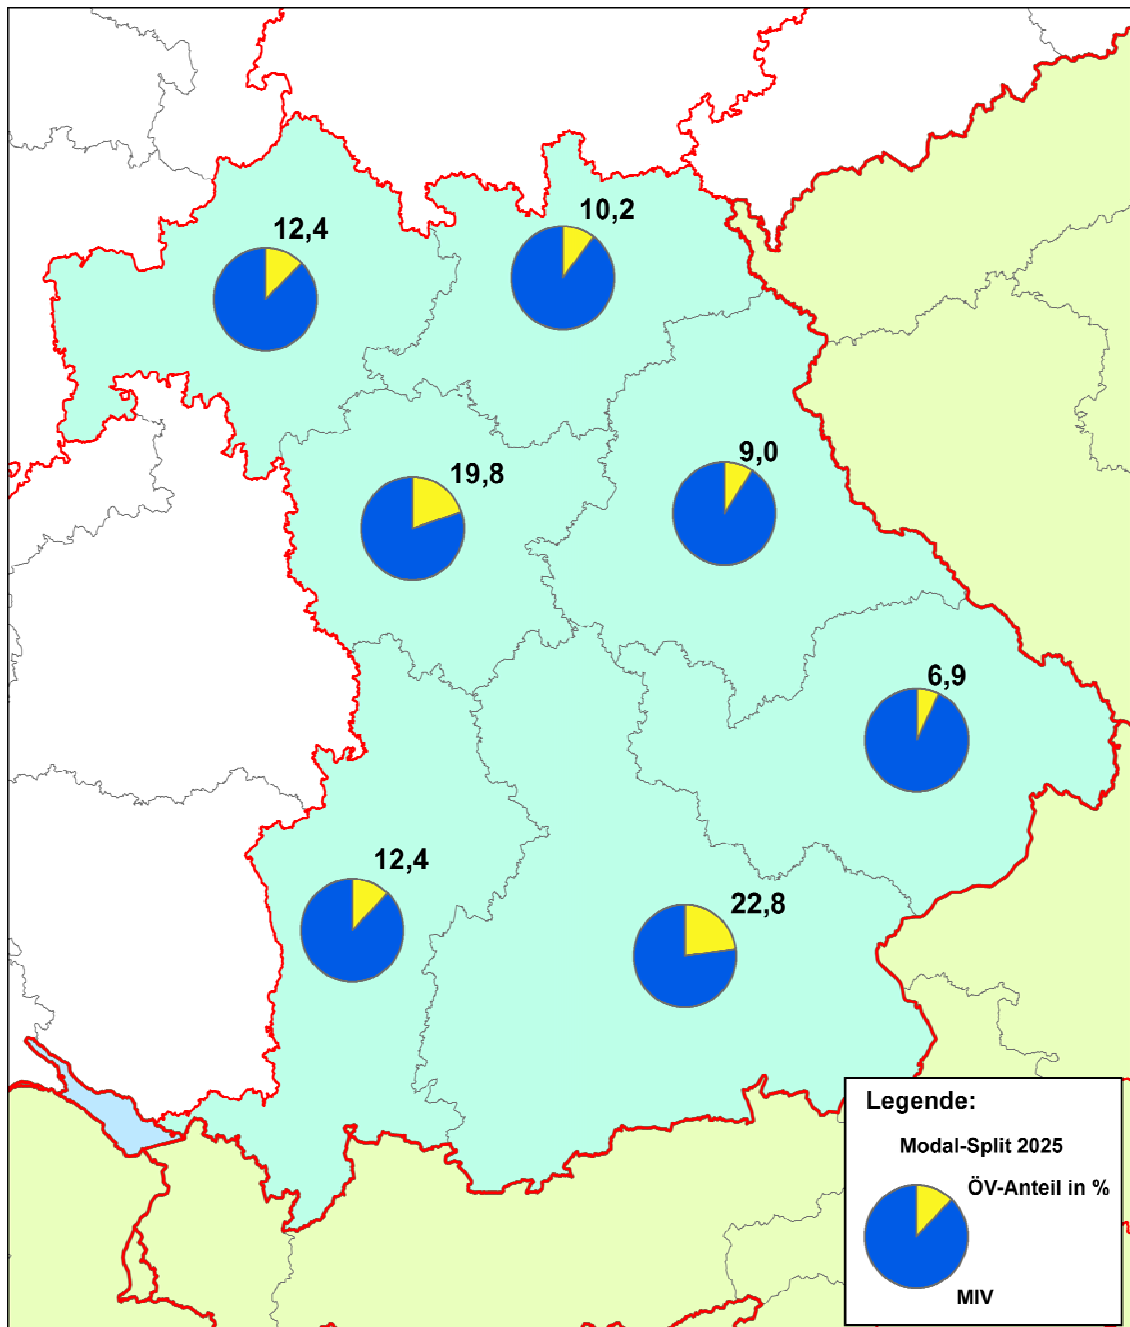 10,2
12,4
9,0
19,8
6,9
12,4
22,8
Legende:
Modal-Split 2025
ÖV-Anteil in %
MIV